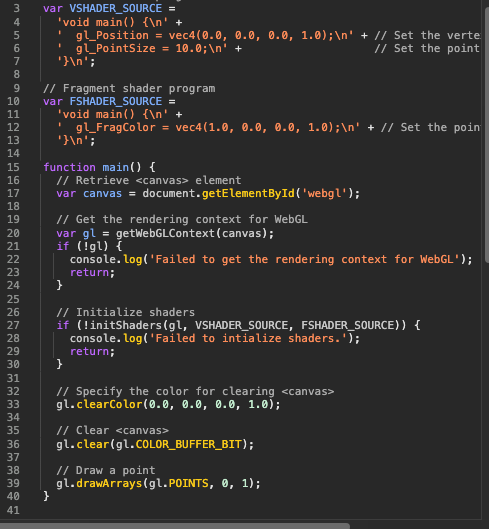 3 var VSHADER_SOURCE =
4   'void main() {\n' +
5   '  gl_Position = vec4(0.0, 0.0, 0.0, 1.0);\n' + // Set the verte
6   '  gl_PointSize = 10.0;\n' +                    // Set the point
7   '}\n';
8
9 // Fragment shader program
10 var FSHADER_SOURCE =
11   'void main() {\n' +
12   '  gl_FragColor = vec4(1.0, 0.0, 0.0, 1.0);\n' + // Set the poin
13   '}\n';
14
15 function main() {
16   // Retrieve <canvas> element
17   var canvas = document.getElementById('webgl');
18
19   // Get the rendering context for WebGL
20   var gl = getWebGLContext(canvas);
21   if (!gl) {
22     console.log('Failed to get the rendering context for WebGL');
23     return;
24   }
25
26   // Initialize shaders
27   if (!initShaders(gl, VSHADER_SOURCE, FSHADER_SOURCE)) {
28     console.log('Failed to intialize shaders.');
29     return;
30   }
31
32   // Specify the color for clearing <canvas>
33   gl.clearColor(0.0, 0.0, 0.0, 1.0);
34
35   // Clear <canvas>
36   gl.clear(gl.COLOR_BUFFER_BIT);
37
38   // Draw a point
39   gl.drawArrays(gl.POINTS, 0, 1);
40 }
41